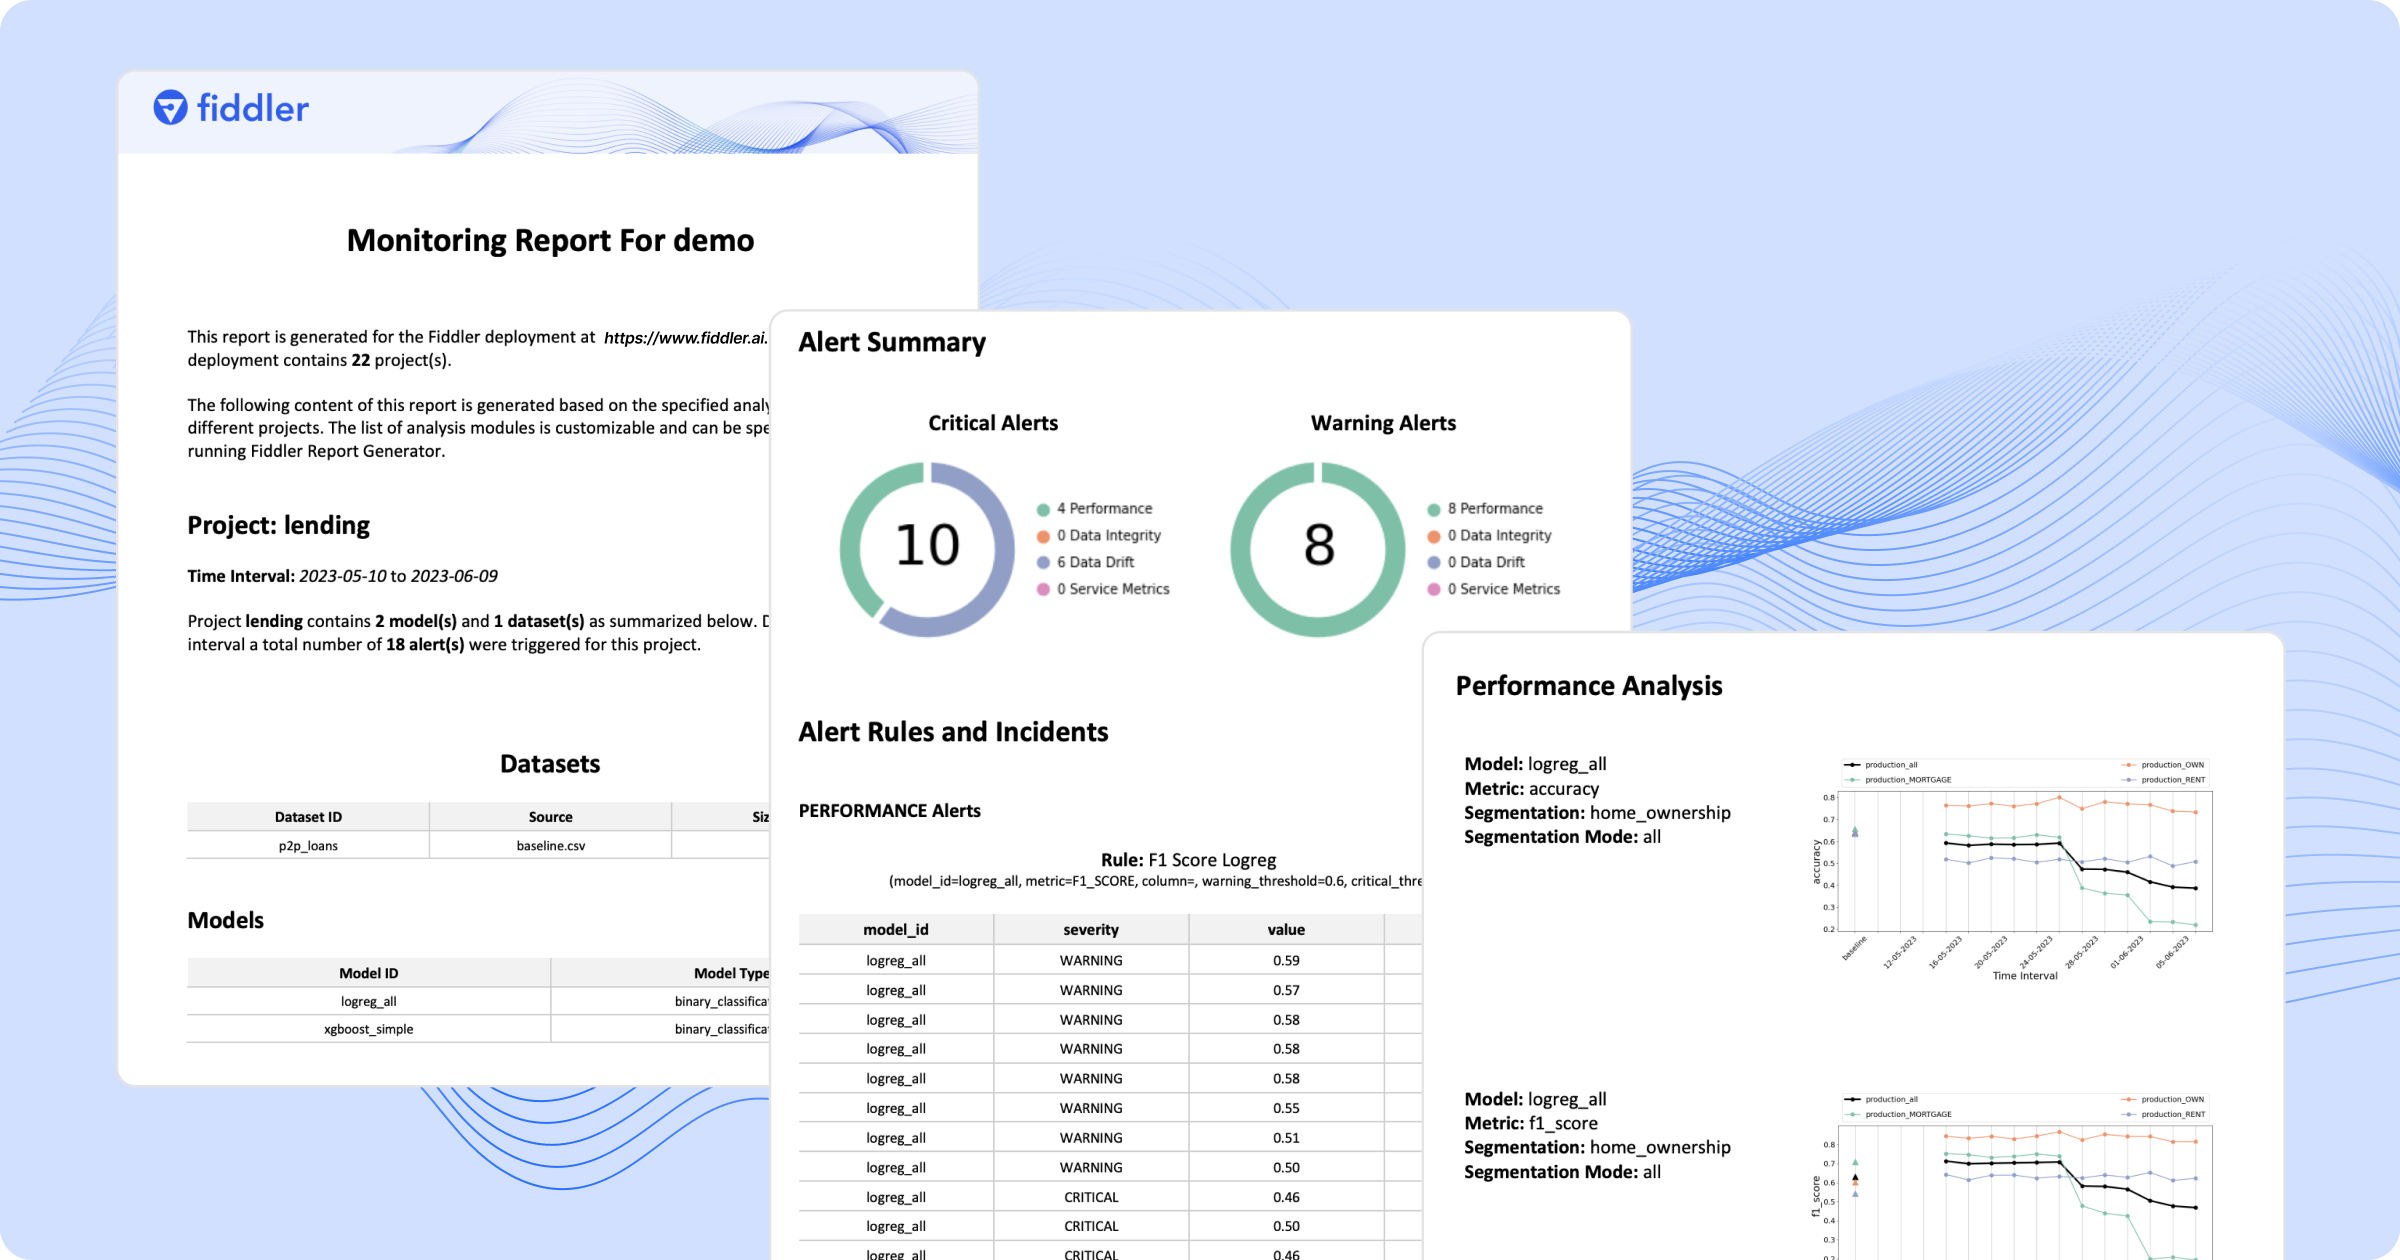 fiddler
Monitoring Report For demo
This report is generated for the Fiddler deployment at https://www.fiddler.ai.
deployment contains 22 project(s).
The following content of this report is generated based on the specified analy
different projects. The list of analysis modules is customizable and can be spe
running Fiddler Report Generator.
Project: lending
Time Interval: 2023-05-10 to 2023-06-09
Project lending contains 2 model(s) and 1 dataset(s) as summarized below. D
interval a total number of 18 alert(s) were triggered for this project.
Datasets
Dataset ID Source Siz
p2p_loans baseline.csv
Models
Model ID Model Type
logreg_all binary_classifica
xgboost_simple binary_classifica
Alert Summary
Critical Alerts
10
4 Performance
0 Data Integrity
6 Data Drift
0 Service Metrics
Warning Alerts
8
8 Performance
0 Data Integrity
0 Data Drift
0 Service Metrics
Alert Rules and Incidents
PERFORMANCE Alerts
Rule: F1 Score Logreg
(model_id=logreg_all, metric=F1_SCORE, column=, warning_threshold=0.6, critical_thre
model_id severity value
logreg_all WARNING 0.59
logreg_all WARNING 0.57
logreg_all WARNING 0.58
logreg_all WARNING 0.58
logreg_all WARNING 0.58
logreg_all WARNING 0.55
logreg_all WARNING 0.51
logreg_all WARNING 0.50
logreg_all CRITICAL 0.46
logreg_all CRITICAL 0.50
logreg_all CRITICAL 0.46
Performance Analysis
Model: logreg_all
Metric: accuracy
Segmentation: home_ownership
Segmentation Mode: all
production_all production_OWN
production_MORTGAGE production_RENT
accuracy
0.8
0.7
0.6
0.5
0.4
0.3
0.2
baseline 12-05-2023 16-05-2023 20-05-2023 24-05-2023 28-05-2023 01-06-2023 05-06-2023
Time Interval
Model: logreg_all
Metric: f1_score
Segmentation: home_ownership
Segmentation Mode: all
production_all production_OWN
production_MORTGAGE production_RENT
f1_score
0.8
0.7
0.6
0.5
0.4
0.3
0.2